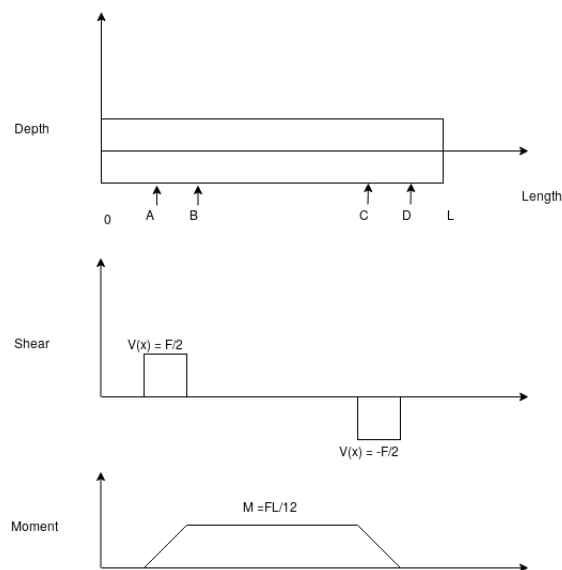 Depth
Length
0 A B C D L
Shear
V(x) = F/2
V(x) = -F/2
Moment
M =FL/12